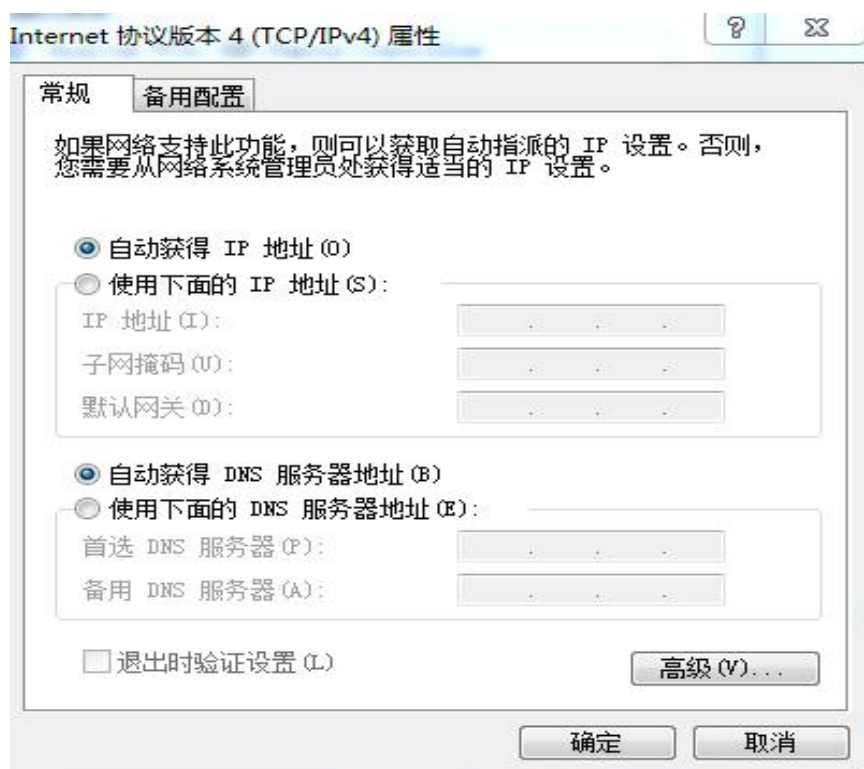 Internet 协议版本 4 (TCP/IPv4) 属性
常规
备用配置
如果网络支持此功能，则可以获取自动指派的 IP 设置。否则，
您需要从网络系统管理员处获得适当的 IP 设置。
自动获得 IP 地址(O)
使用下面的 IP 地址(S):
IP 地址(I):
子网掩码(U):
默认网关(D):
自动获得 DNS 服务器地址(B)
使用下面的 DNS 服务器地址(E):
首选 DNS 服务器(P):
备用 DNS 服务器(A):
退出时验证设置(L)
高级(V)...
确定
取消